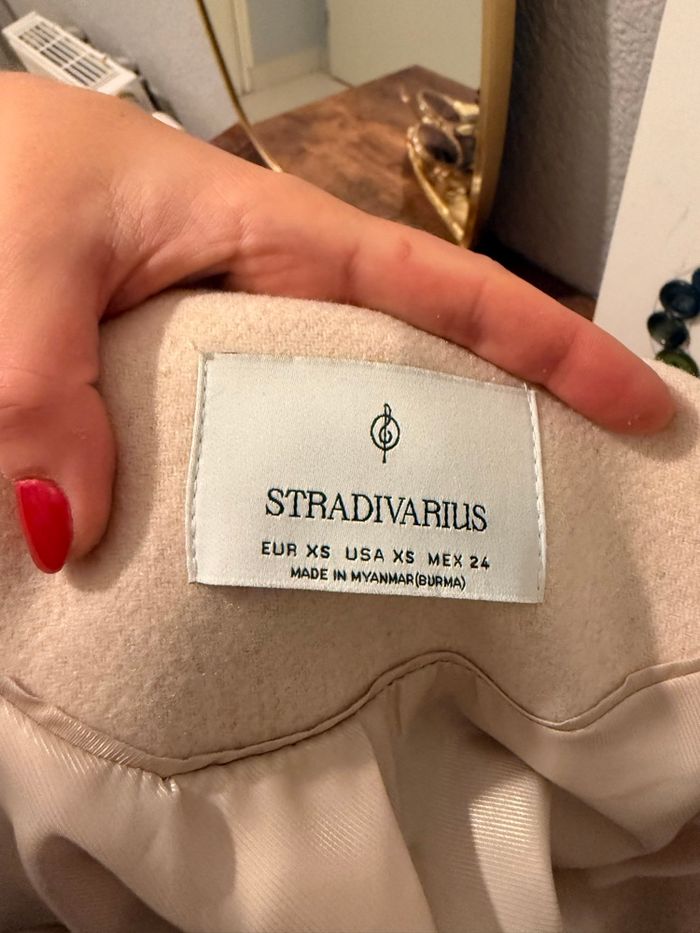 STRADIVARIUS
EUR XS USA XS MEX 24
MADE IN MYANMAR(BURMA)